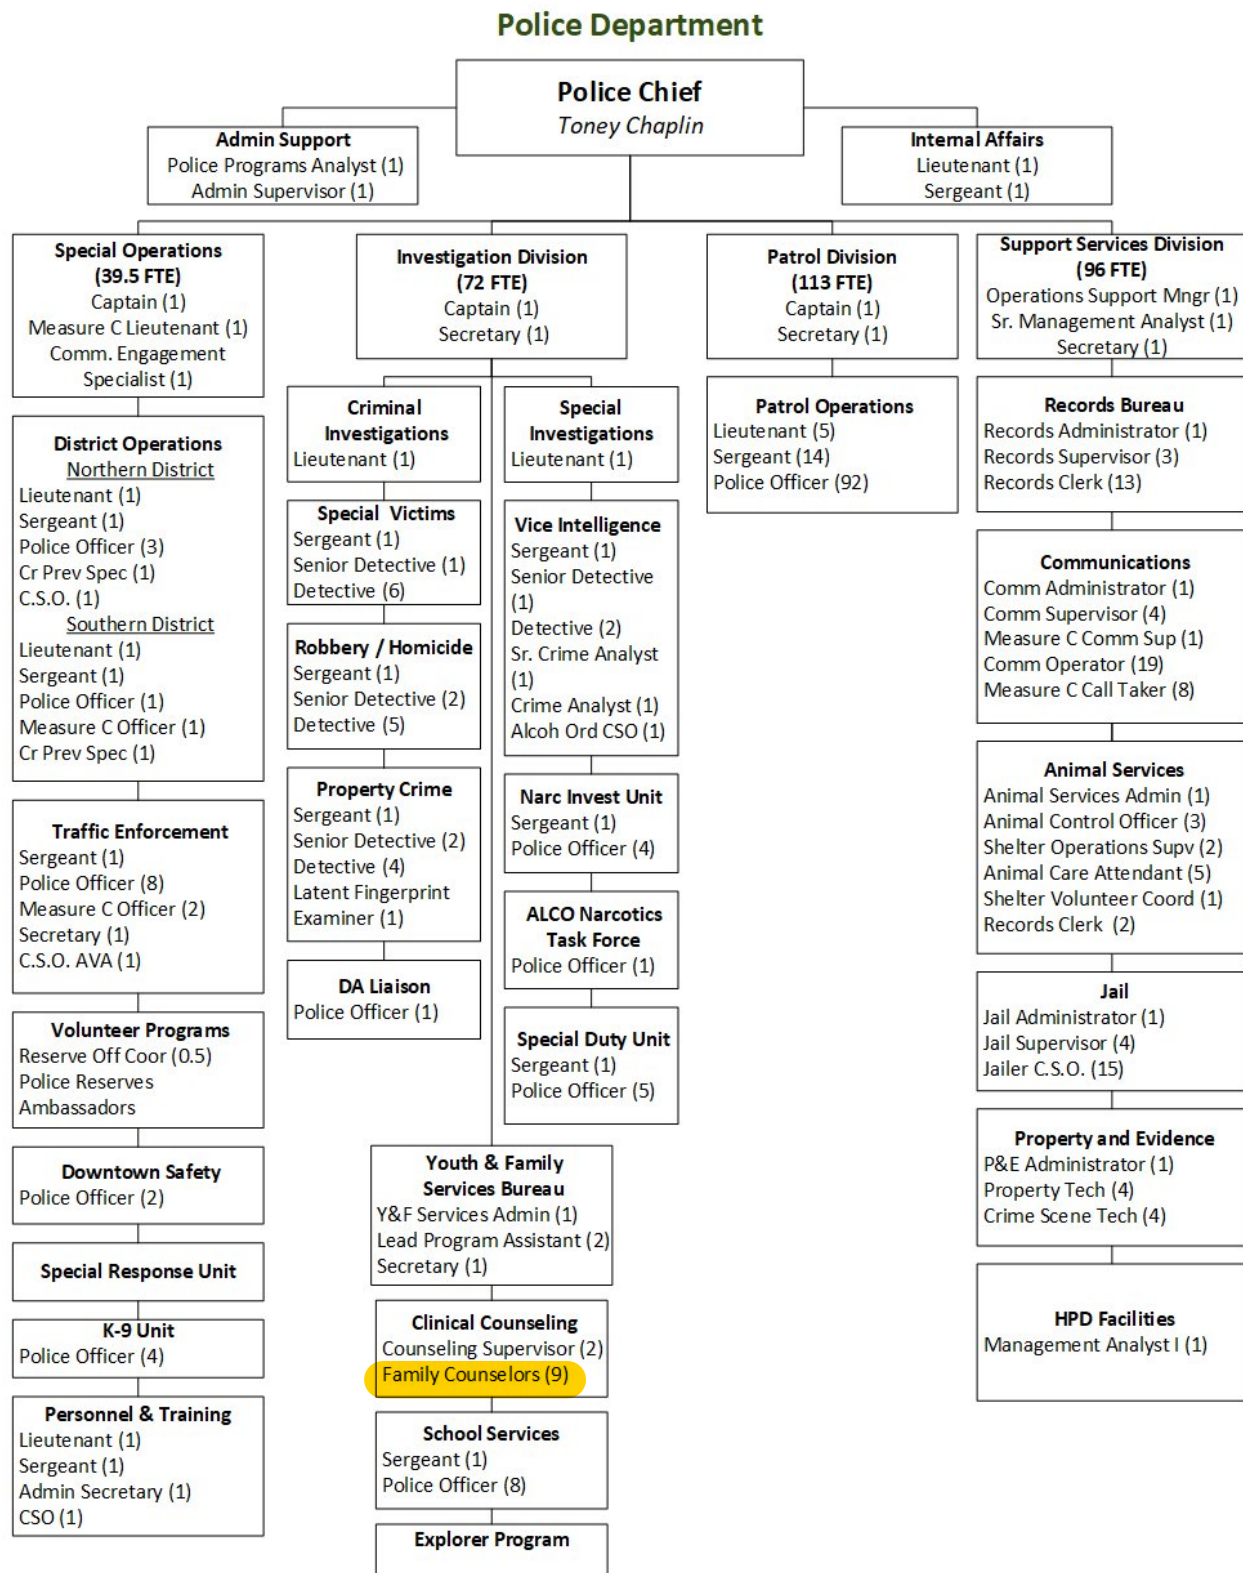 Police Department
Police Chief
Toney Chaplin
Admin Support
Police Programs Analyst (1)
Admin Supervisor (1)
Internal Affairs
Lieutenant (1)
Sergeant (1)
Special Operations
(39.5 FTE)
Captain (1)
Measure C Lieutenant (1)
Comm. Engagement
Specialist (1)
District Operations
Northern District
Lieutenant (1)
Sergeant (1)
Police Officer (3)
Cr Prev Spec (1)
C.S.O. (1)
Southern District
Lieutenant (1)
Sergeant (1)
Police Officer (1)
Measure C Officer (1)
Cr Prev Spec (1)
Traffic Enforcement
Sergeant (1)
Police Officer (8)
Measure C Officer (2)
Secretary (1)
C.S.O. AVA (1)
Volunteer Programs
Reserve Off Coor (0.5)
Police Reserves
Ambassadors
Downtown Safety
Police Officer (2)
Special Response Unit
K-9 Unit
Police Officer (4)
Personnel & Training
Lieutenant (1)
Sergeant (1)
Admin Secretary (1)
CSO (1)
Investigation Division
(72 FTE)
Captain (1)
Secretary (1)
Criminal
Investigations
Lieutenant (1)
Special Victims
Sergeant (1)
Senior Detective (1)
Detective (6)
Robbery / Homicide
Sergeant (1)
Senior Detective (2)
Detective (5)
Property Crime
Sergeant (1)
Senior Detective (2)
Detective (4)
Latent Fingerprint
Examiner (1)
DA Liaison
Police Officer (1)
Special
Investigations
Lieutenant (1)
Vice Intelligence
Sergeant (1)
Senior Detective
(1)
Detective (2)
Sr. Crime Analyst
(1)
Crime Analyst (1)
Alcoh Ord CSO (1)
Narc Invest Unit
Sergeant (1)
Police Officer (4)
ALCO Narcotics
Task Force
Police Officer (1)
Special Duty Unit
Sergeant (1)
Police Officer (5)
Youth & Family
Services Bureau
Y&F Services Admin (1)
Lead Program Assistant (2)
Secretary (1)
Clinical Counseling
Counseling Supervisor (2)
Family Counselors (9)
School Services
Sergeant (1)
Police Officer (8)
Explorer Program
Patrol Division
(113 FTE)
Captain (1)
Secretary (1)
Patrol Operations
Lieutenant (5)
Sergeant (14)
Police Officer (92)
Support Services Division
(96 FTE)
Operations Support Mngr (1)
Sr. Management Analyst (1)
Secretary (1)
Records Bureau
Records Administrator (1)
Records Supervisor (3)
Records Clerk (13)
Communications
Comm Administrator (1)
Comm Supervisor (4)
Measure C Comm Sup (1)
Comm Operator (19)
Measure C Call Taker (8)
Animal Services
Animal Services Admin (1)
Animal Control Officer (3)
Shelter Operations Supv (2)
Animal Care Attendant (5)
Shelter Volunteer Coord (1)
Records Clerk (2)
Jail
Jail Administrator (1)
Jail Supervisor (4)
Jailer C.S.O. (15)
Property and Evidence
P&E Administrator (1)
Property Tech (4)
Crime Scene Tech (4)
HPD Facilities
Management Analyst I (1)